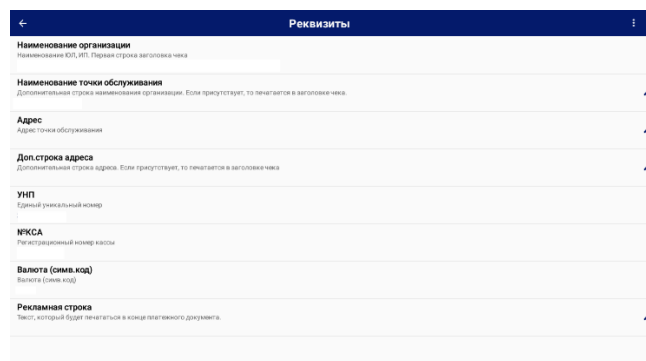 Реквизиты
Наименование организации
Наименование ЮЛ, ИП. Первая строка заголовка чека
Наименование точки обслуживания
Дополнительная строка наименования организации. Если присутствует, то печатается в заголовке чека.
Адрес
Адрес точки обслуживания
Доп.строка адреса
Дополнительная строка адреса. Если присутствует, то печатается в заголовке чека
УНП
Единый уникальный номер
№КСА
Регистрационный номер кассы
Валюта (симв.код)
Валюта (симв.код)
Рекламная строка
Текст, который будет печататься в конце платежного документа.